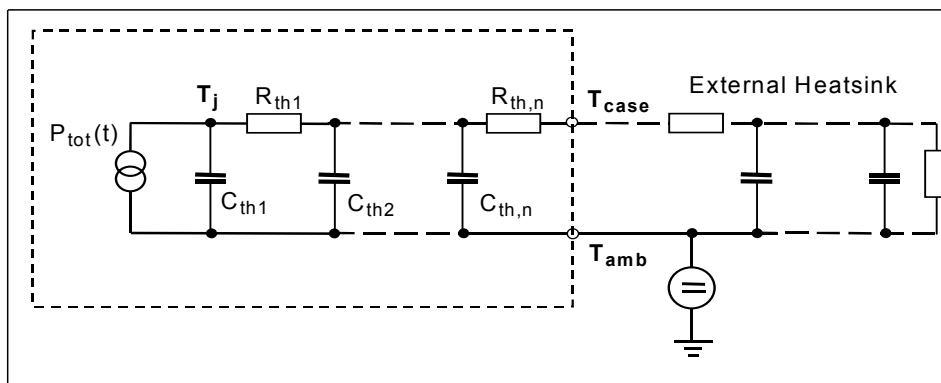 External Heatsink
T_j
R_th1
R_th,n
T_case
P_tot(t)
C_th1
C_th2
C_th,n
T_amb